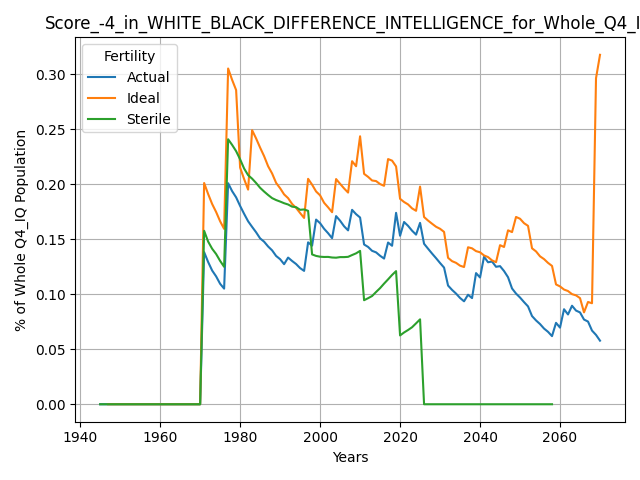 Score_-4_in_WHITE_BLACK_DIFFERENCE_INTELLIGENCE_for_Whole_Q4_I
Fertility
Actual
Ideal
Sterile
% of Whole Q4_IQ Population
0.30
0.25
0.20
0.15
0.10
0.05
0.00
1940 1960 1980 2000 2020 2040 2060
Years